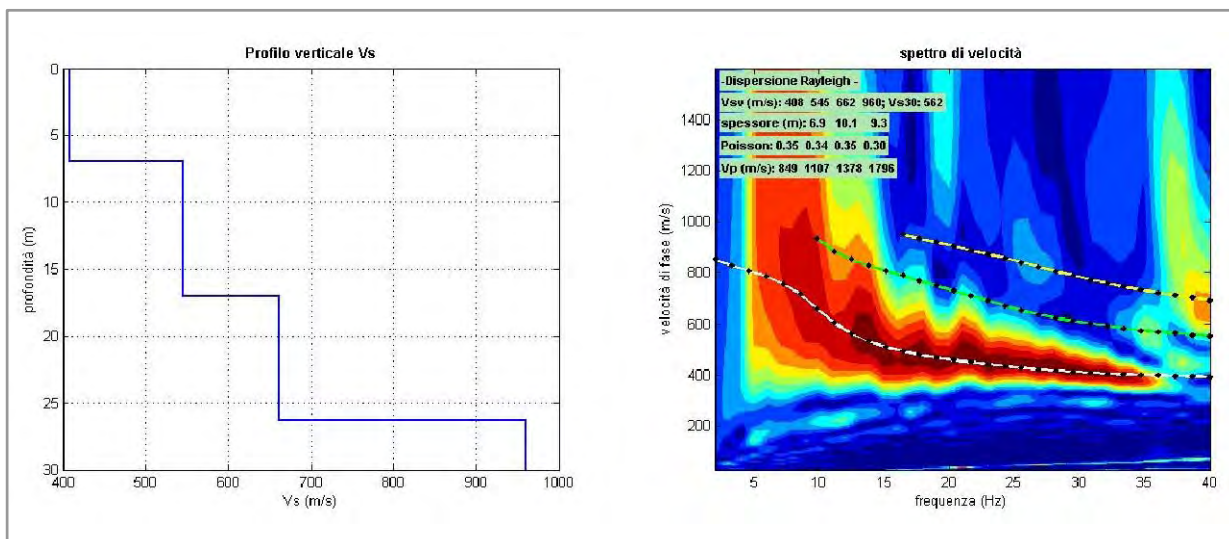 Profilo verticale Vs
0
5
10
15
20
25
30
profondità (m)
400
500
600
700
800
900
1000
Vs (m/s)
spettro di velocità
-Dispersione Rayleigh -
Vsv (m/s): 408 545 662 960; Vs30: 562
spessore (m): 6.9 10.1 9.3
Poisson: 0.35 0.34 0.35 0.30
Vp (m/s): 849 1107 1378 1796
1400
1200
1000
800
600
400
200
velocità di fase (m/s)
5
10
15
20
25
30
35
40
frequenza (Hz)